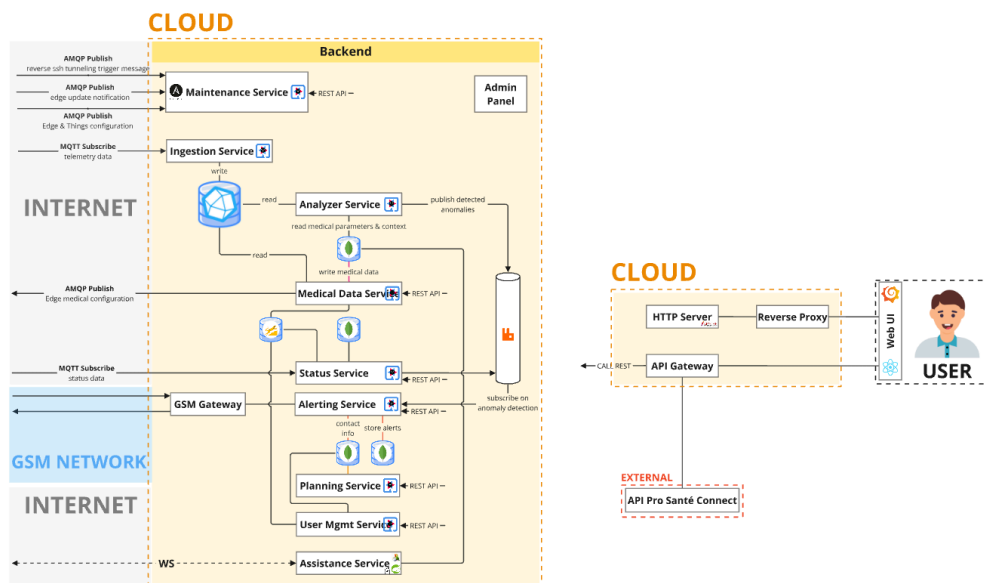 CLOUD
Backend
AMQP Publish
reverse ssh tunneling trigger message
AMQP Publish
edge update notification
AMQP Publish
Edge & Things configuration
Maintenance Service
REST API
Admin
Panel
MQTT Subscribe
telemetry data
Ingestion Service
write
INTERNET
read
Analyzer Service
publish detected
anomalies
read medical parameters & context
read
write medical data
AMQP Publish
Edge medical configuration
Medical Data Service
REST API
MQTT Subscribe
status data
Status Service
REST API
GSM Gateway
Alerting Service
REST API
subscribe on
anomaly detection
contact
info
store alerts
GSM NETWORK
INTERNET
Planning Service
REST API
User Mgmt Service
REST API
WS
Assistance Service
CLOUD
HTTP Server
Reverse Proxy
Web UI
CALL REST
API Gateway
USER
EXTERNAL
API Pro Santé Connect